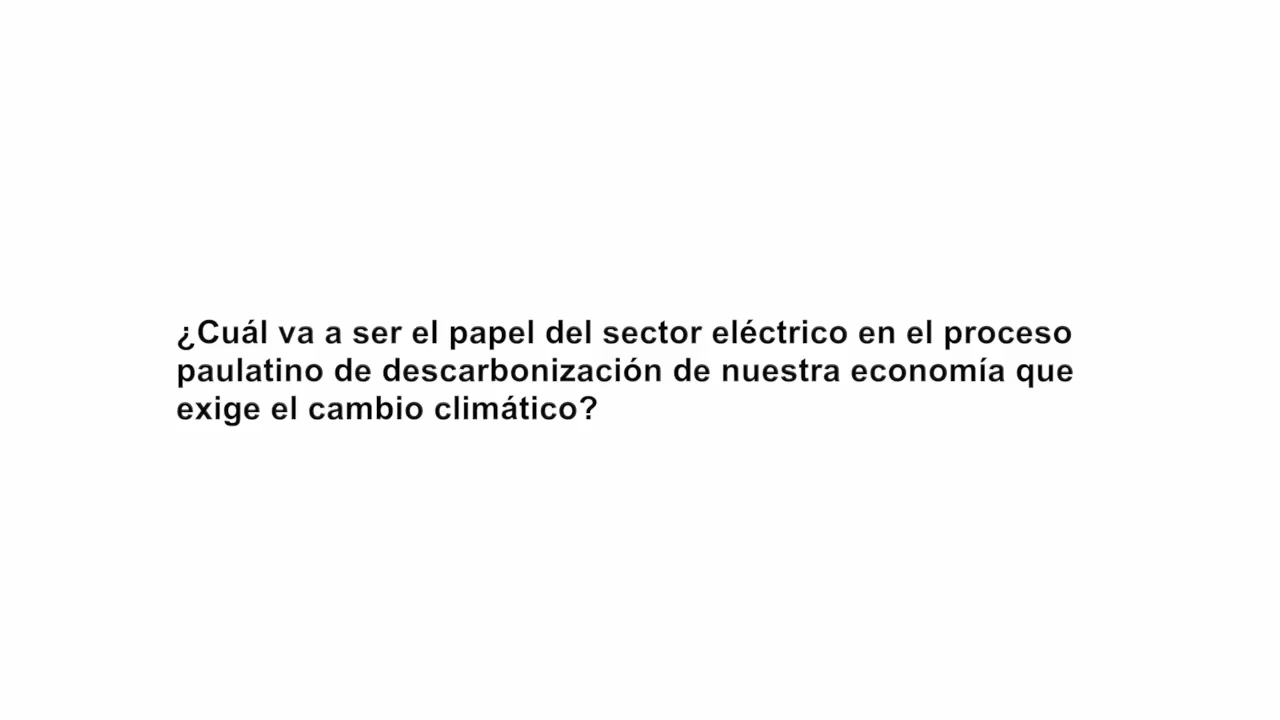 ¿Cuál va a ser el papel del sector eléctrico en el proceso
paulatino de descarbonización de nuestra economía que
exige el cambio climático?